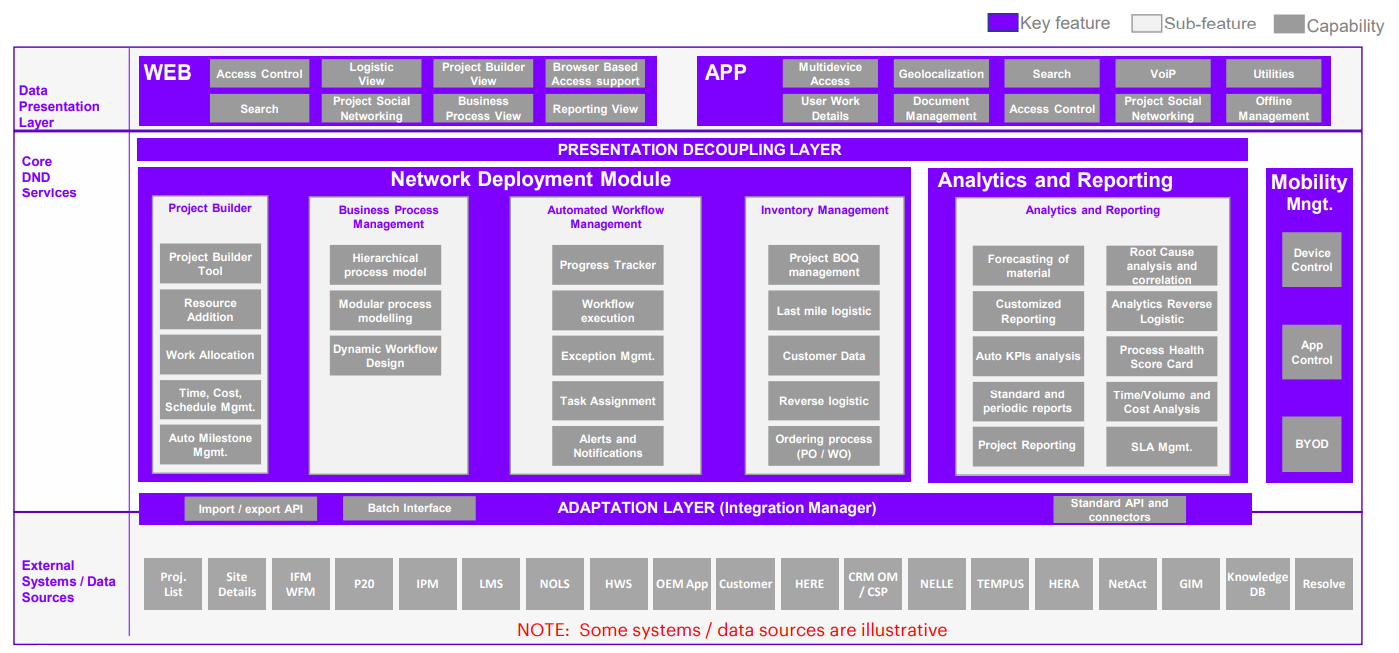 Key feature
Sub-feature
Capability
Data
Presentation
Layer
WEB
Access Control
Logistic
View
Project Builder
View
Browser Based
Access support
Search
Project Social
Networking
Business
Process View
Reporting View
APP
Multidevice
Access
Geolocalization
Search
VoiP
Utilities
User Work
Details
Document
Management
Access Control
Project Social
Networking
Offline
Management
Core
DND
Services
PRESENTATION DECOUPLING LAYER
Network Deployment Module
Project Builder
Project Builder
Tool
Resource
Addition
Work Allocation
Time, Cost,
Schedule Mgmt.
Auto Milestone
Mgmt.
Business Process
Management
Hierarchical
process model
Modular process
modelling
Dynamic Workflow
Design
Automated Workflow
Management
Progress Tracker
Workflow
execution
Exception Mgmt.
Task Assignment
Alerts and
Notifications
Inventory Management
Project BOQ
management
Last mile logistic
Customer Data
Reverse logistic
Ordering process
(PO / WO)
Analytics and Reporting
Analytics and Reporting
Forecasting of
material
Customized
Reporting
Auto KPIs analysis
Standard and
periodic reports
Project Reporting
Root Cause
analysis and
correlation
Analytics Reverse
Logistic
Process Health
Score Card
Time/Volume and
Cost Analysis
SLA Mgmt.
Mobility
Mngt.
Device
Control
App
Control
BYOD
Import / export API
Batch Interface
ADAPTATION LAYER (Integration Manager)
Standard API and
connectors
External
Systems / Data
Sources
Proj.
List
Site
Details
IFM
WFM
P20
IPM
LMS
NOLS
HWS
OEM App
Customer
HERE
CRM OM
/ CSP
NELLE
TEMPUS
HERA
NetAct
GIM
Knowledge
DB
Resolve
NOTE: Some systems / data sources are illustrative